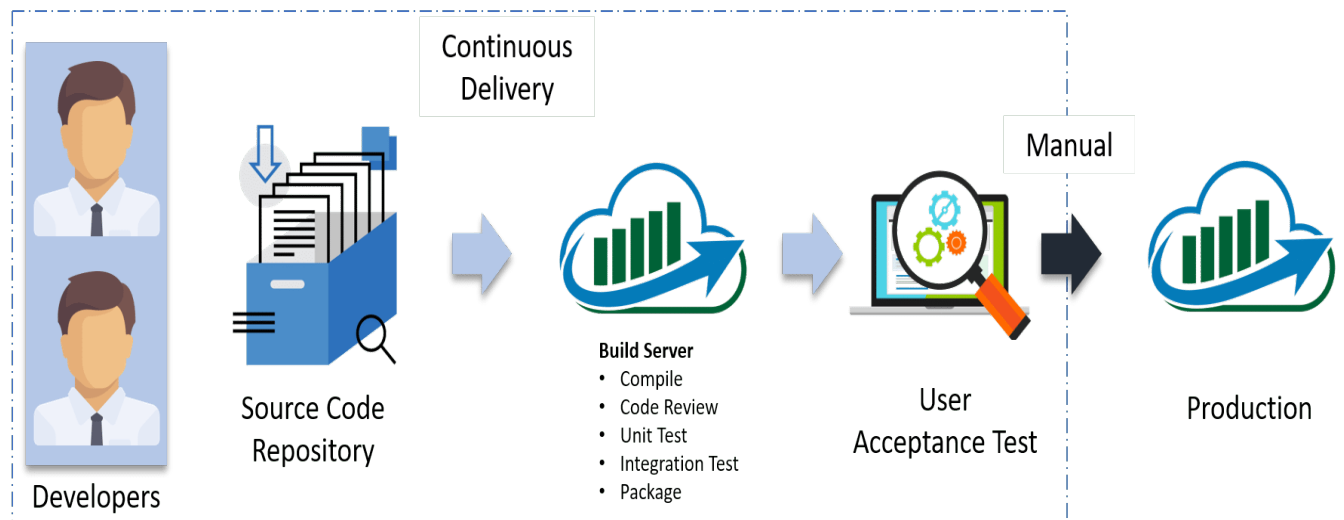 Continuous
Delivery
Manual
Developers
Source Code
Repository
Build Server
• Compile
• Code Review
• Unit Test
• Integration Test
• Package
User
Acceptance Test
Production